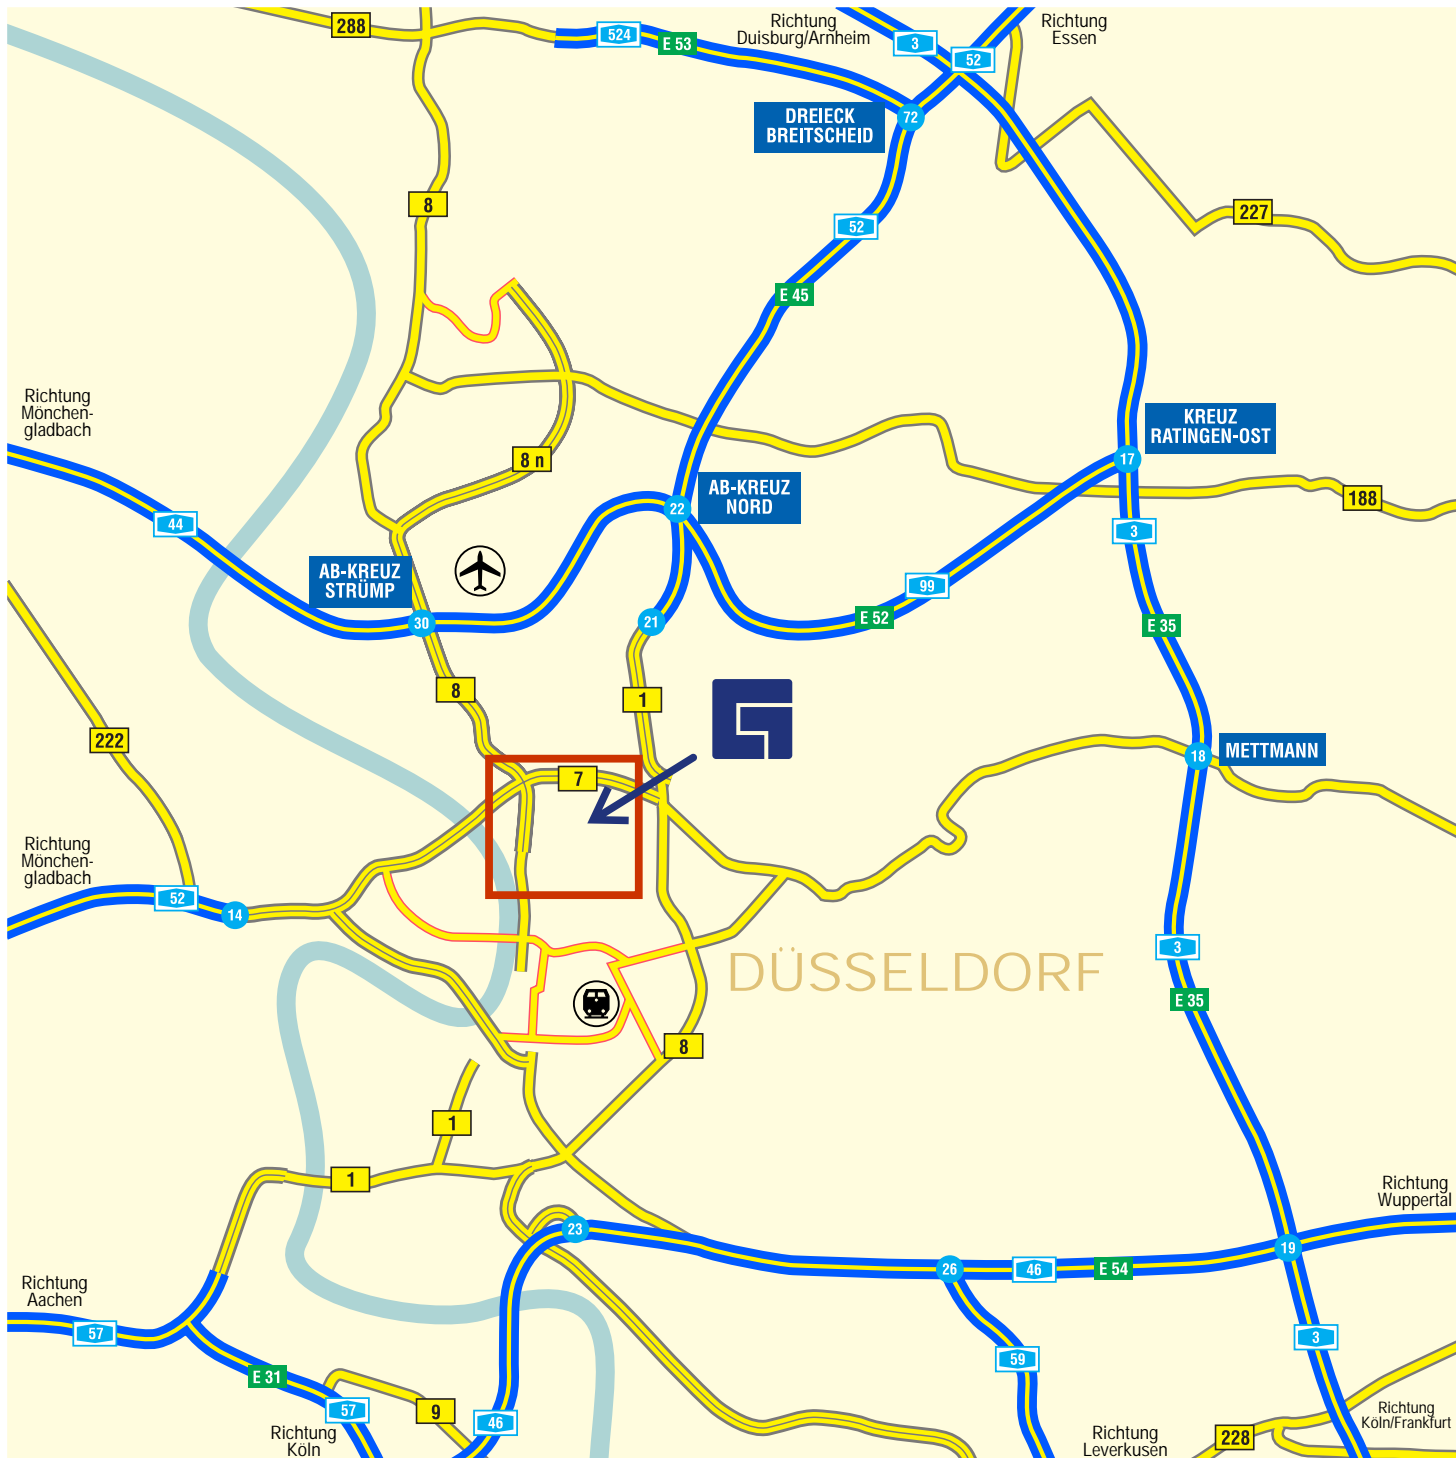 288
524
E 53
Richtung
Duisburg/Arnheim
3
52
Richtung
Essen
DREIECK
BREITSCHEID
72
8
52
227
E 45
Richtung
Mönchen-
gladbach
KREUZ
RATINGEN-OST
8 n
17
AB-KREUZ
NORD
22
188
44
3
AB-KREUZ
STRÜMP
99
30
21
E 52
E 35
8
1
222
METTMANN
18
7
Richtung
Mönchen-
gladbach
52
14
3
DÜSSELDORF
E 35
8
1
1
Richtung
Wuppertal
23
19
26
46
E 54
Richtung
Aachen
57
3
59
E 31
57
9
46
Richtung
Köln
Richtung
Leverkusen
228
Richtung
Köln/Frankfurt